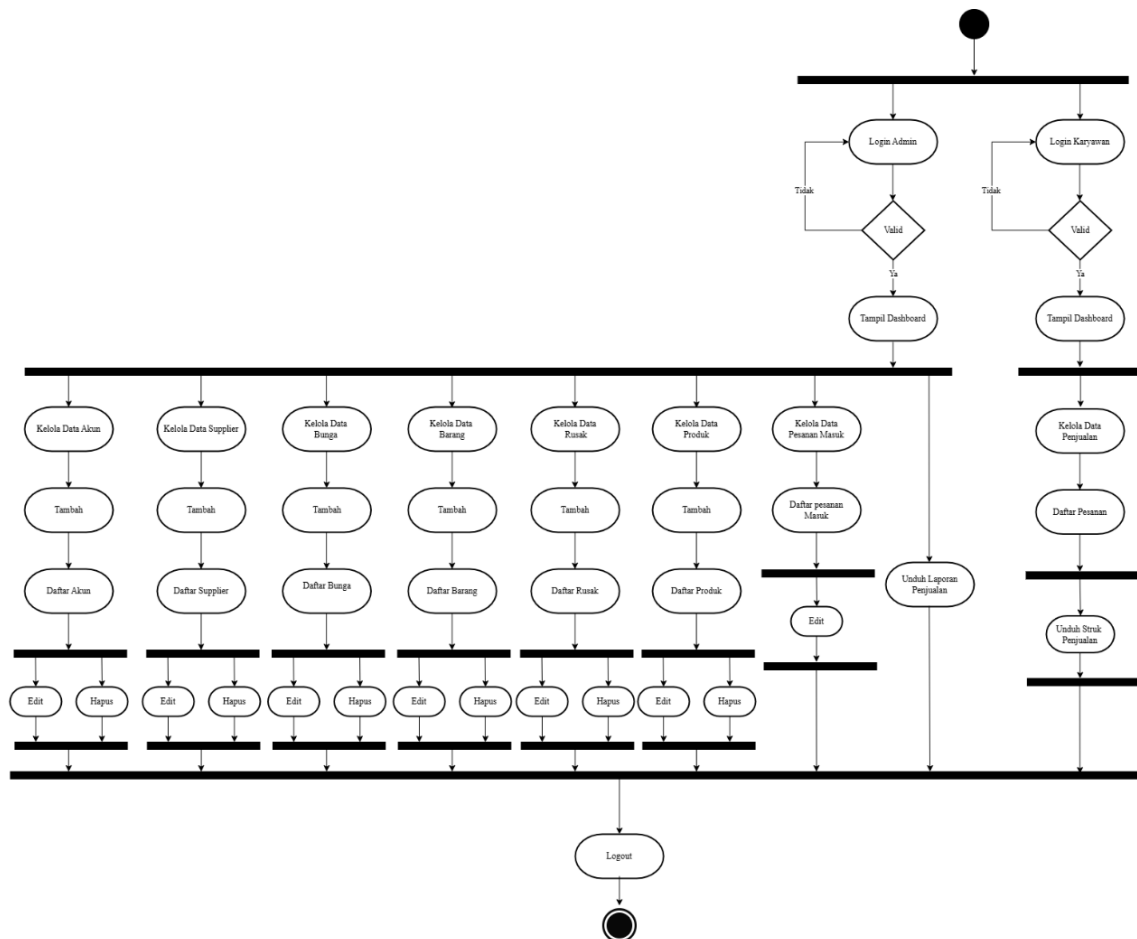 Login Admin
Login Karyawan
Tidak
Tidak
Valid
Valid
Ya
Ya
Tampil Dashboard
Tampil Dashboard
Kelola Data Akun
Kelola Data Supplier
Kelola Data
Bunga
Kelola Data
Barang
Kelola Data
Rusak
Kelola Data
Produk
Kelola Data
Pesanan Masuk
Kelola Data
Penjualan
Tambah
Tambah
Tambah
Tambah
Tambah
Tambah
Daftar pesanan
Masuk
Daftar Pesanan
Daftar Akun
Daftar Supplier
Daftar Bunga
Daftar Barang
Daftar Rusak
Daftar Produk
Edit
Unduh Laporan
Penjualan
Unduh Struk
Penjualan
Edit
Hapus
Edit
Hapus
Edit
Hapus
Edit
Hapus
Edit
Hapus
Edit
Hapus
Logout